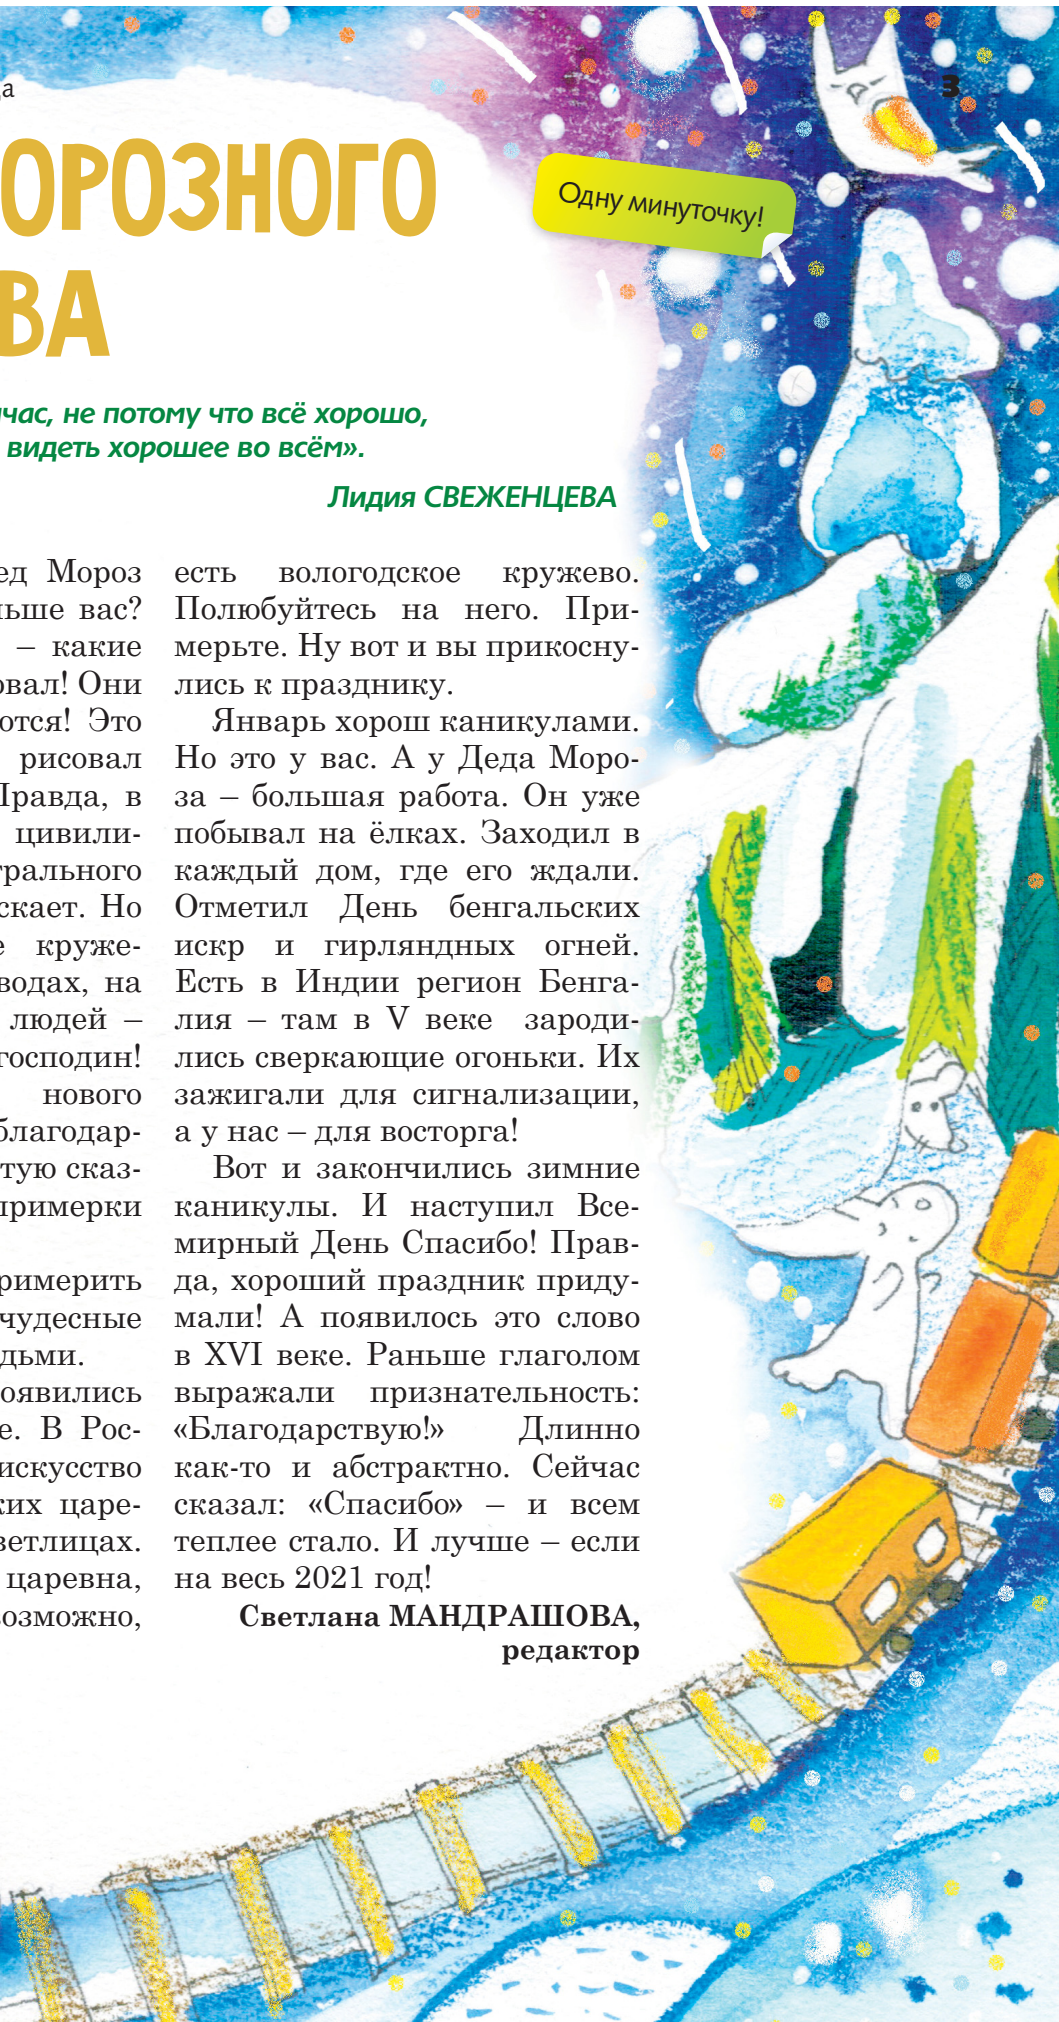 да
3
Одну минуточку!
ОРОЗНОГО
ВА
йчас, не потому что всё хорошо,
видеть хорошее во всём».
Лидия СВЕЖЕНЦЕВА
ед Мороз
ньше вас?
– какие
овал! Они
ются! Это
рисовал
Правда, в
цивили-
трального
скает. Но
е круже-
водах, на
людей –
господин!
нового
благодар-
тую сказ-
примерки
римерить
чудесные
дьми.
оявились
е. В Рос-
искусство
ких царе-
ветлицах.
царевна,
возможно,
есть вологодское кружево.
Полюбуйтесь на него. При-
мерьте. Ну вот и вы прикосну-
лись к празднику.
Январь хорош каникулами.
Но это у вас. А у Деда Моро-
за – большая работа. Он уже
побывал на ёлках. Заходил в
каждый дом, где его ждали.
Отметил День бенгальских
искр и гирляндных огней.
Есть в Индии регион Бенга-
лия – там в V веке зароди-
лись сверкающие огоньки. Их
зажигали для сигнализации,
а у нас – для восторга!
Вот и закончились зимние
каникулы. И наступил Все-
мирный День Спасибо! Прав-
да, хороший праздник приду-
мали! А появилось это слово
в XVI веке. Раньше глаголом
выражали признательность:
«Благодарствую!» Длинно
как-то и абстрактно. Сейчас
сказал: «Спасибо» – и всем
теплее стало. И лучше – если
на весь 2021 год!
Светлана МАНДРАШОВА,
редактор